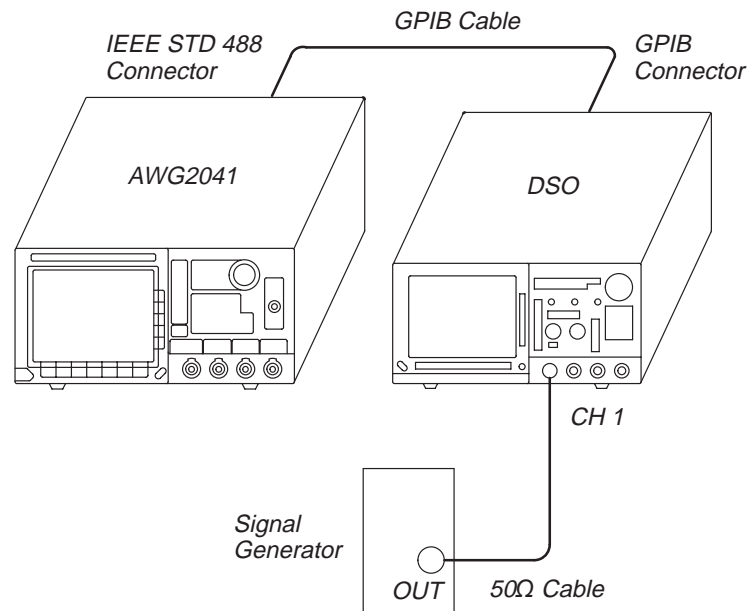 GPIB Cable
IEEE STD 488
Connector
GPIB
Connector
AWG2041
DSO
CH 1
Signal
Generator
OUT
50Ω Cable